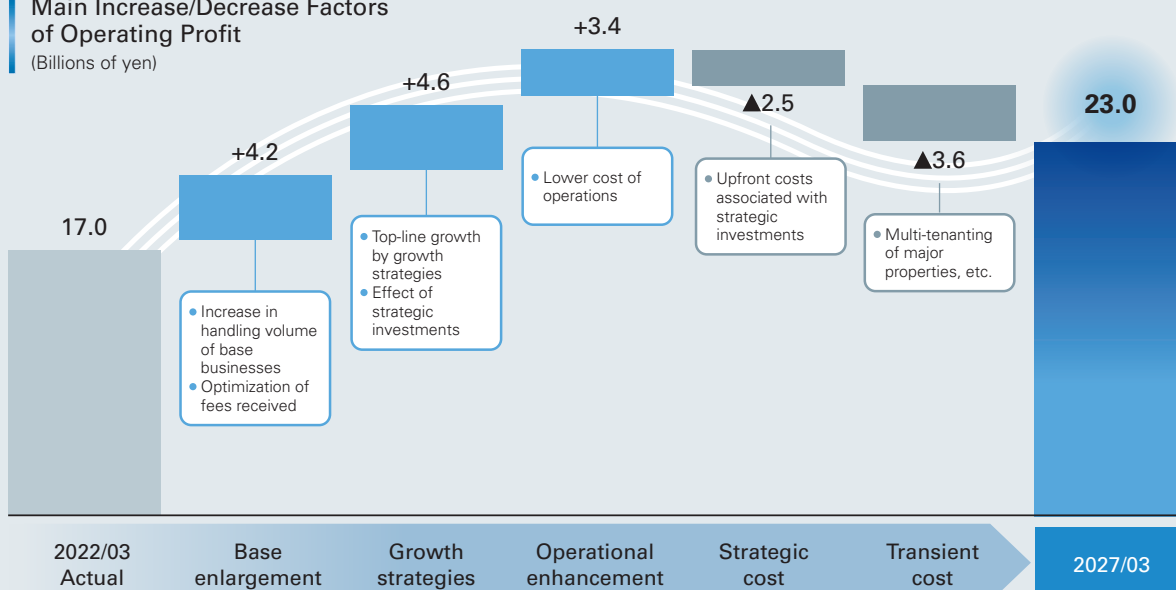 Main Increase/Decrease Factors
of Operating Profit
(Billions of yen)
17.0
+4.2
• Increase in
handling volume
of base
businesses
• Optimization of
fees received
+4.6
• Top-line growth
by growth
strategies
• Effect of
strategic
investments
+3.4
• Lower cost of
operations
▲2.5
• Upfront costs
associated with
strategic
investments
▲3.6
• Multi-tenanting
of major
properties, etc.
23.0
2022/03
Actual
Base
enlargement
Growth
strategies
Operational
enhancement
Strategic
cost
Transient
cost
2027/03